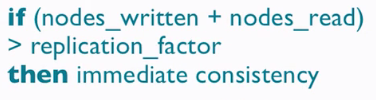 if (nodes_written + nodes_read)
> replication_factor
then immediate consistency